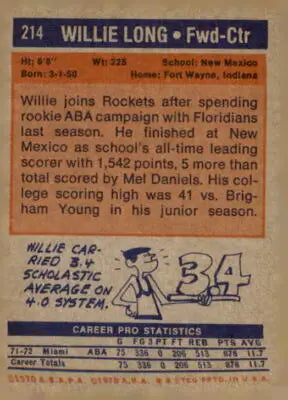 214 WILLIE LONG • Fwd-Ctr
Ht: 6'8" Wt: 225 School: New Mexico
Born: 3-1-50 Home: Fort Wayne, Indiana
Willie joins Rockets after spending
rookie ABA campaign with Floridians
last season. He finished at New
Mexico as school's all-time leading
scorer with 1,542 points, 5 more than
total scored by Mel Daniels. His col-
lege scoring high was 41 vs. Brig-
ham Young in his junior season.
WILLIE CAR-
RIED 3.4
SCHOLASTIC
AVERAGE ON
4.0 SYSTEM.
3.4
CAREER PRO STATISTICS
G FG 3PT FT REB PTS AVG
71-72 Miami ABA 75 336 0 206 513 878 11.7
Career Totals 75 336 0 206 513 878 11.7
PRTD. IN U.S.A.